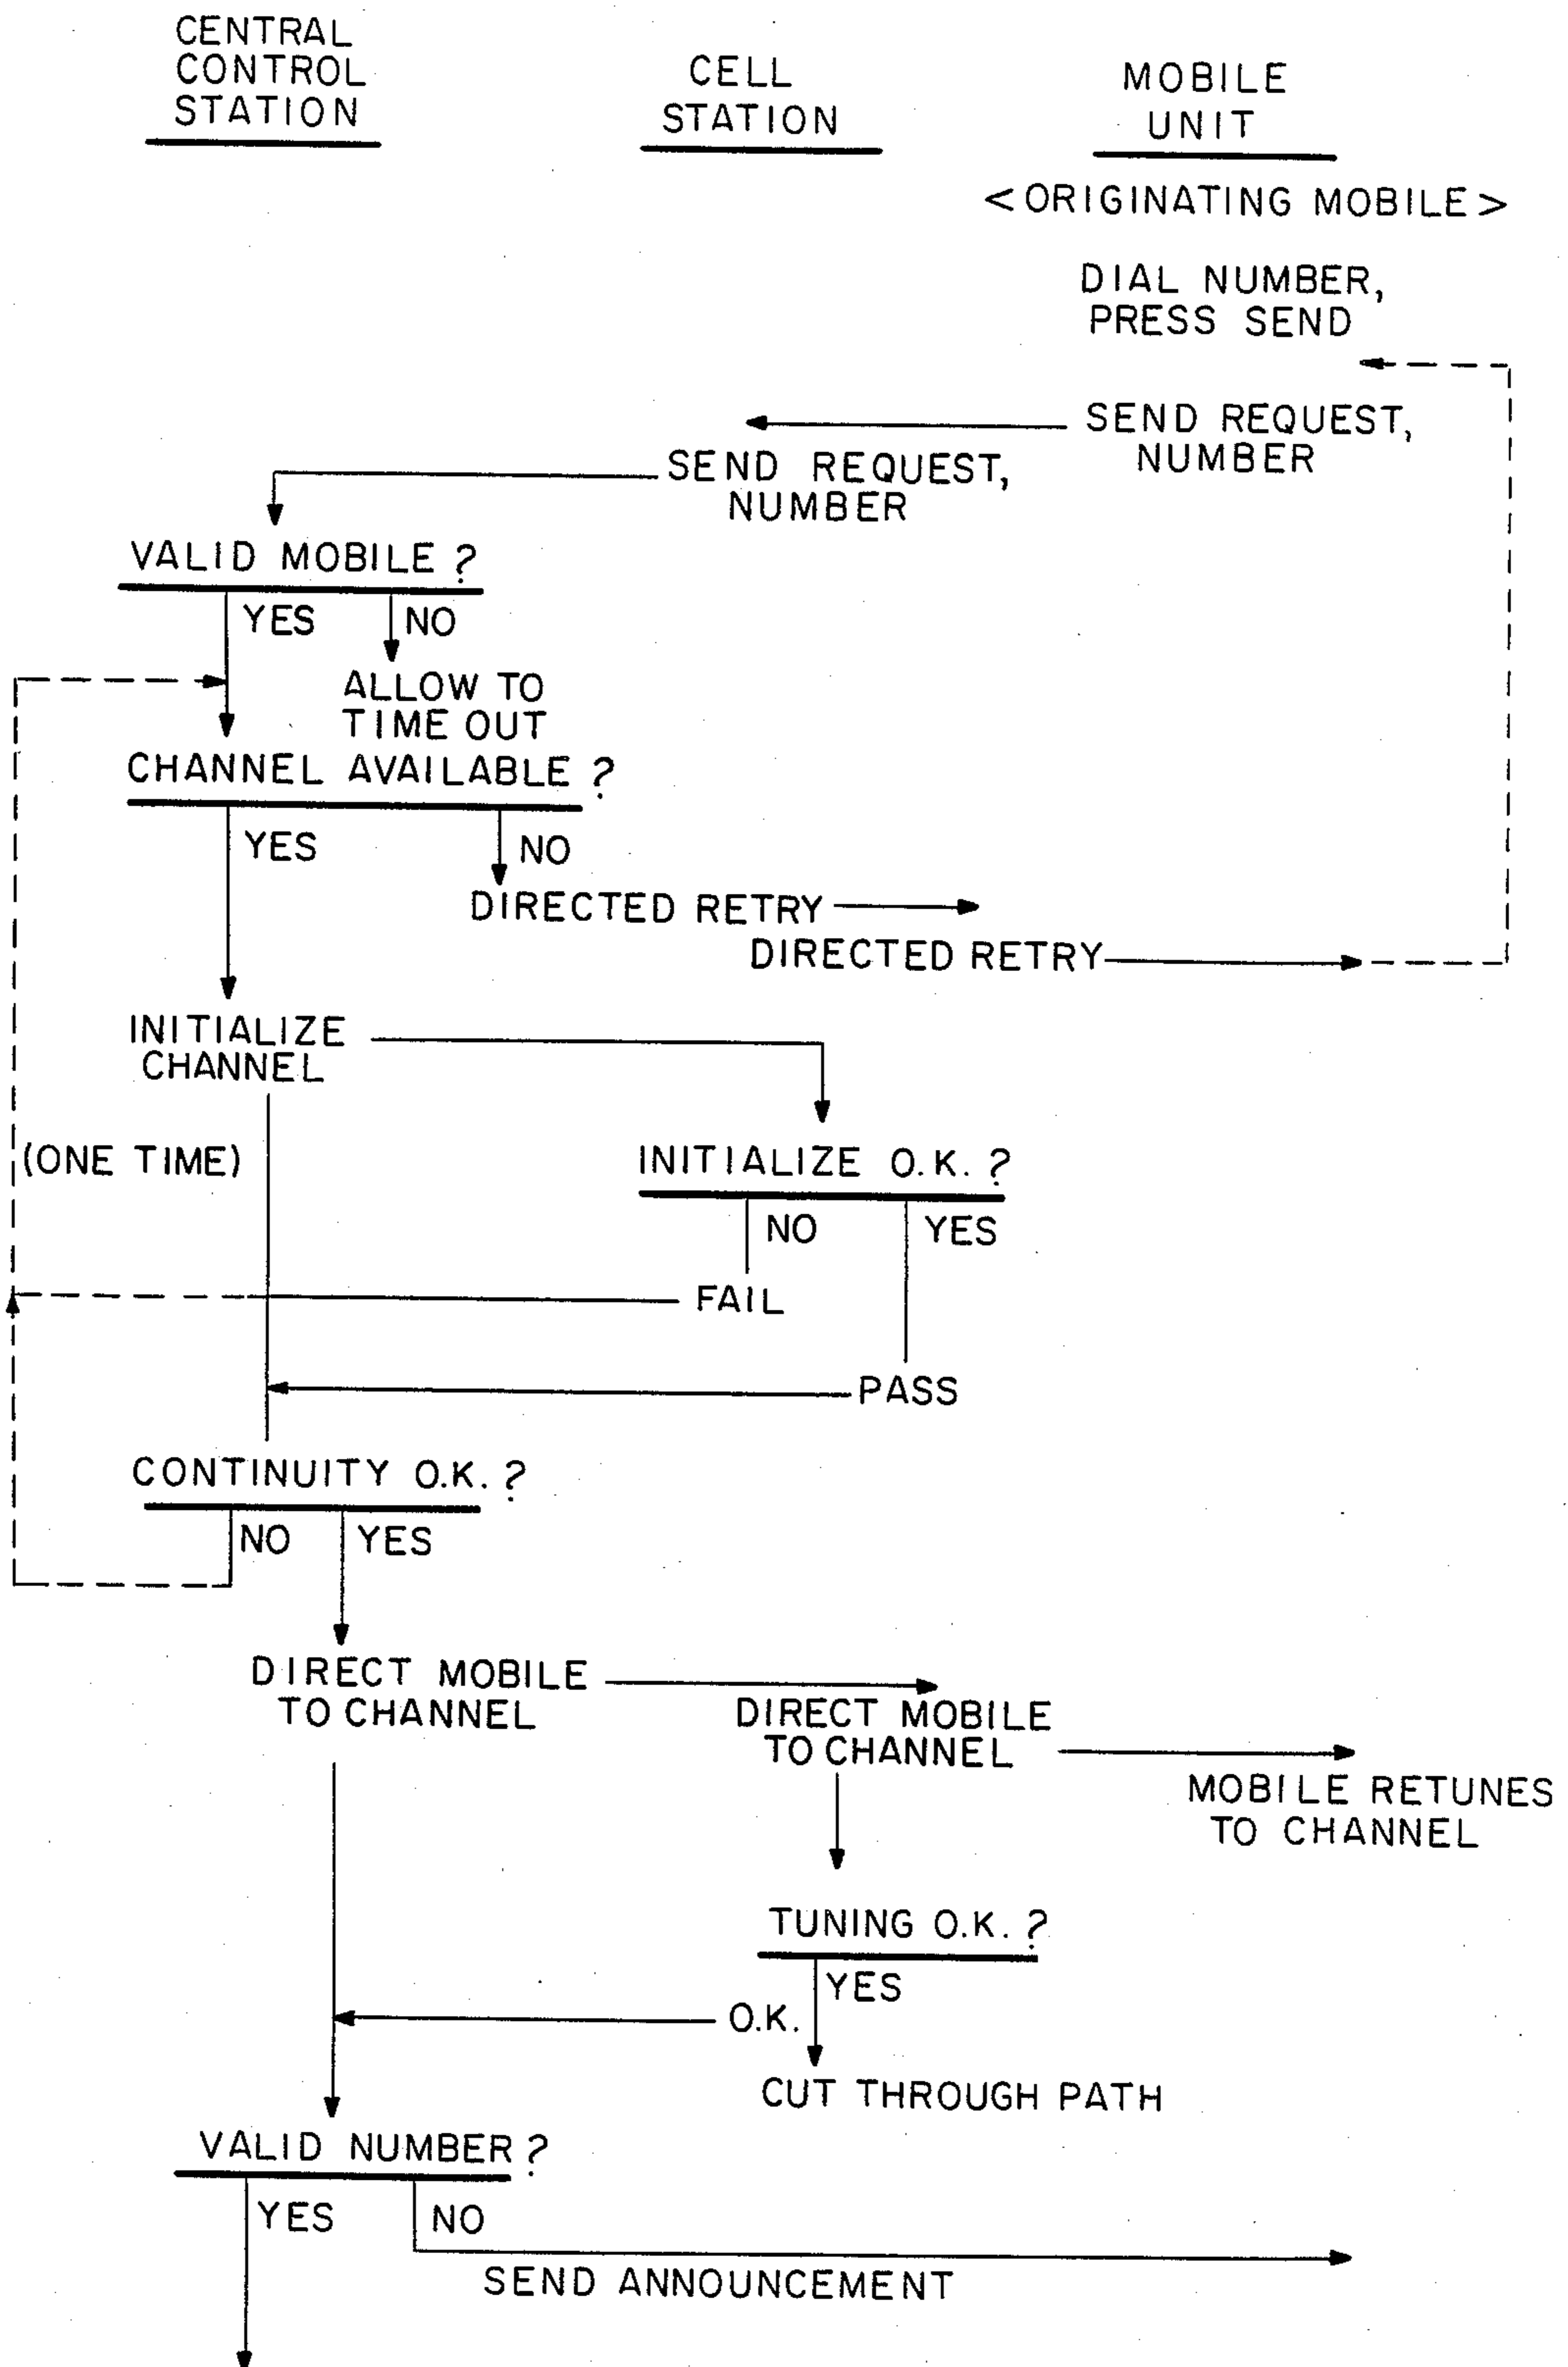 CENTRAL
CONTROL
STATION
CELL
STATION
MOBILE
UNIT
<ORIGINATING MOBILE>
DIAL NUMBER,
PRESS SEND
SEND REQUEST,
NUMBER
SEND REQUEST,
NUMBER
VALID MOBILE ?
YES
NO
ALLOW TO
TIME OUT
CHANNEL AVAILABLE ?
YES
NO
DIRECTED RETRY
DIRECTED RETRY
INITIALIZE
CHANNEL
(ONE TIME)
INITIALIZE O.K. ?
NO
YES
FAIL
PASS
CONTINUITY O.K. ?
NO
YES
DIRECT MOBILE
TO CHANNEL
DIRECT MOBILE
TO CHANNEL
MOBILE RETUNES
TO CHANNEL
TUNING O.K. ?
YES
O.K.
CUT THROUGH PATH
VALID NUMBER ?
YES
NO
SEND ANNOUNCEMENT